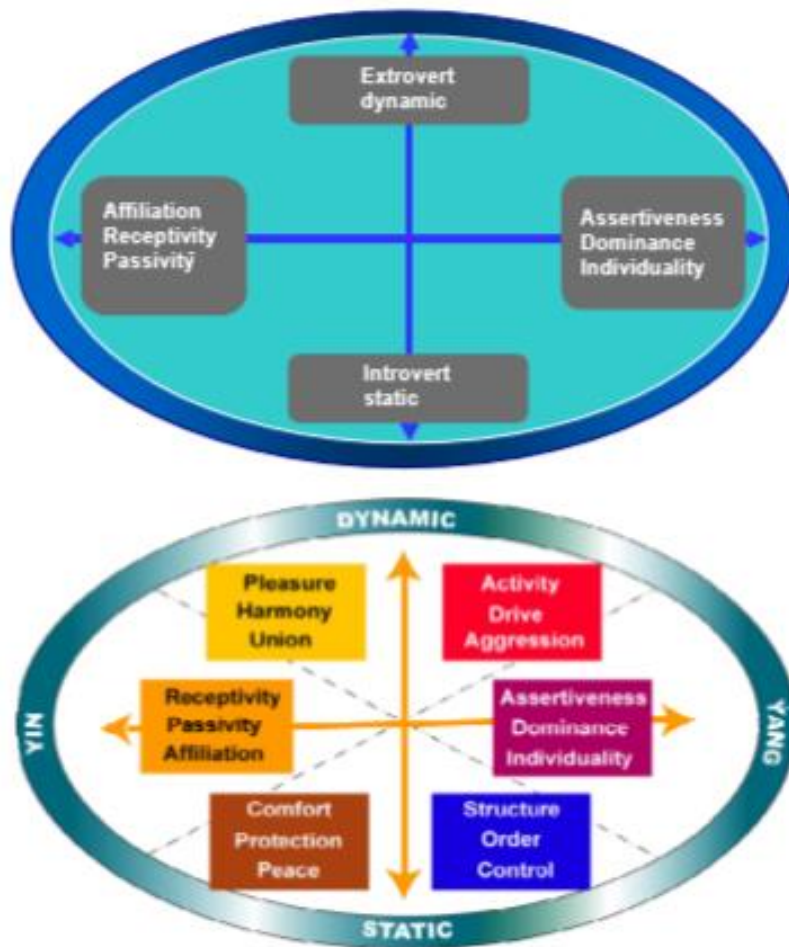 Extrovert
dynamic
Affiliation
Receptivity
Passivitÿ
Assertiveness
Dominance
Individuality
Introvert
static
DYNAMIC
Pleasure
Harmony
Union
Activity
Drive
Aggression
YIN
Receptivity
Passivity
Affiliation
Assertiveness
Dominance
Individuality
YANG
Comfort
Protection
Peace
Structure
Order
Control
STATIC